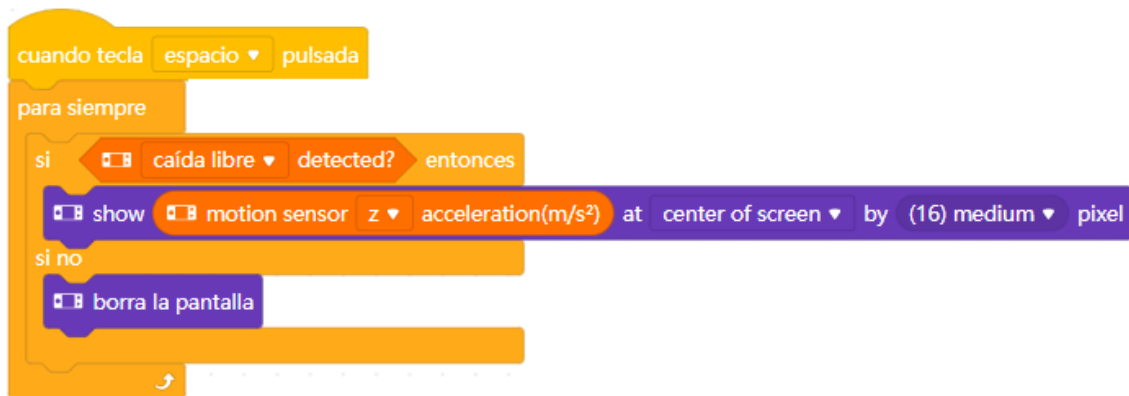 cuando tecla espacio pulsada
para siempre
si caída libre detected? entonces
show motion sensor z acceleration(m/s²) at center of screen by (16) medium pixel
si no
borra la pantalla